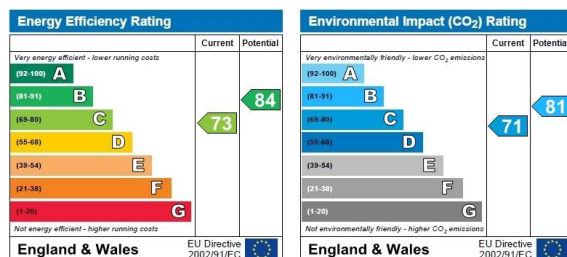 Energy Efficiency Rating
Current Potential
Very energy efficient - lower running costs
(92-100) A
(81-91) B
(69-80) C
(55-68) D
(39-54) E
(21-38) F
(1-20) G
73
84
Not energy efficient - higher running costs
England & Wales
EU Directive
2002/91/EC
Environmental Impact (CO₂) Rating
Current Potential
Very environmentally friendly - lower CO₂ emissions
(92-100) A
(81-91) B
(69-80) C
(55-68) D
(39-54) E
(21-38) F
(1-20) G
71
81
Not environmentally friendly - higher CO₂ emissions
England & Wales
EU Directive
2002/91/EC